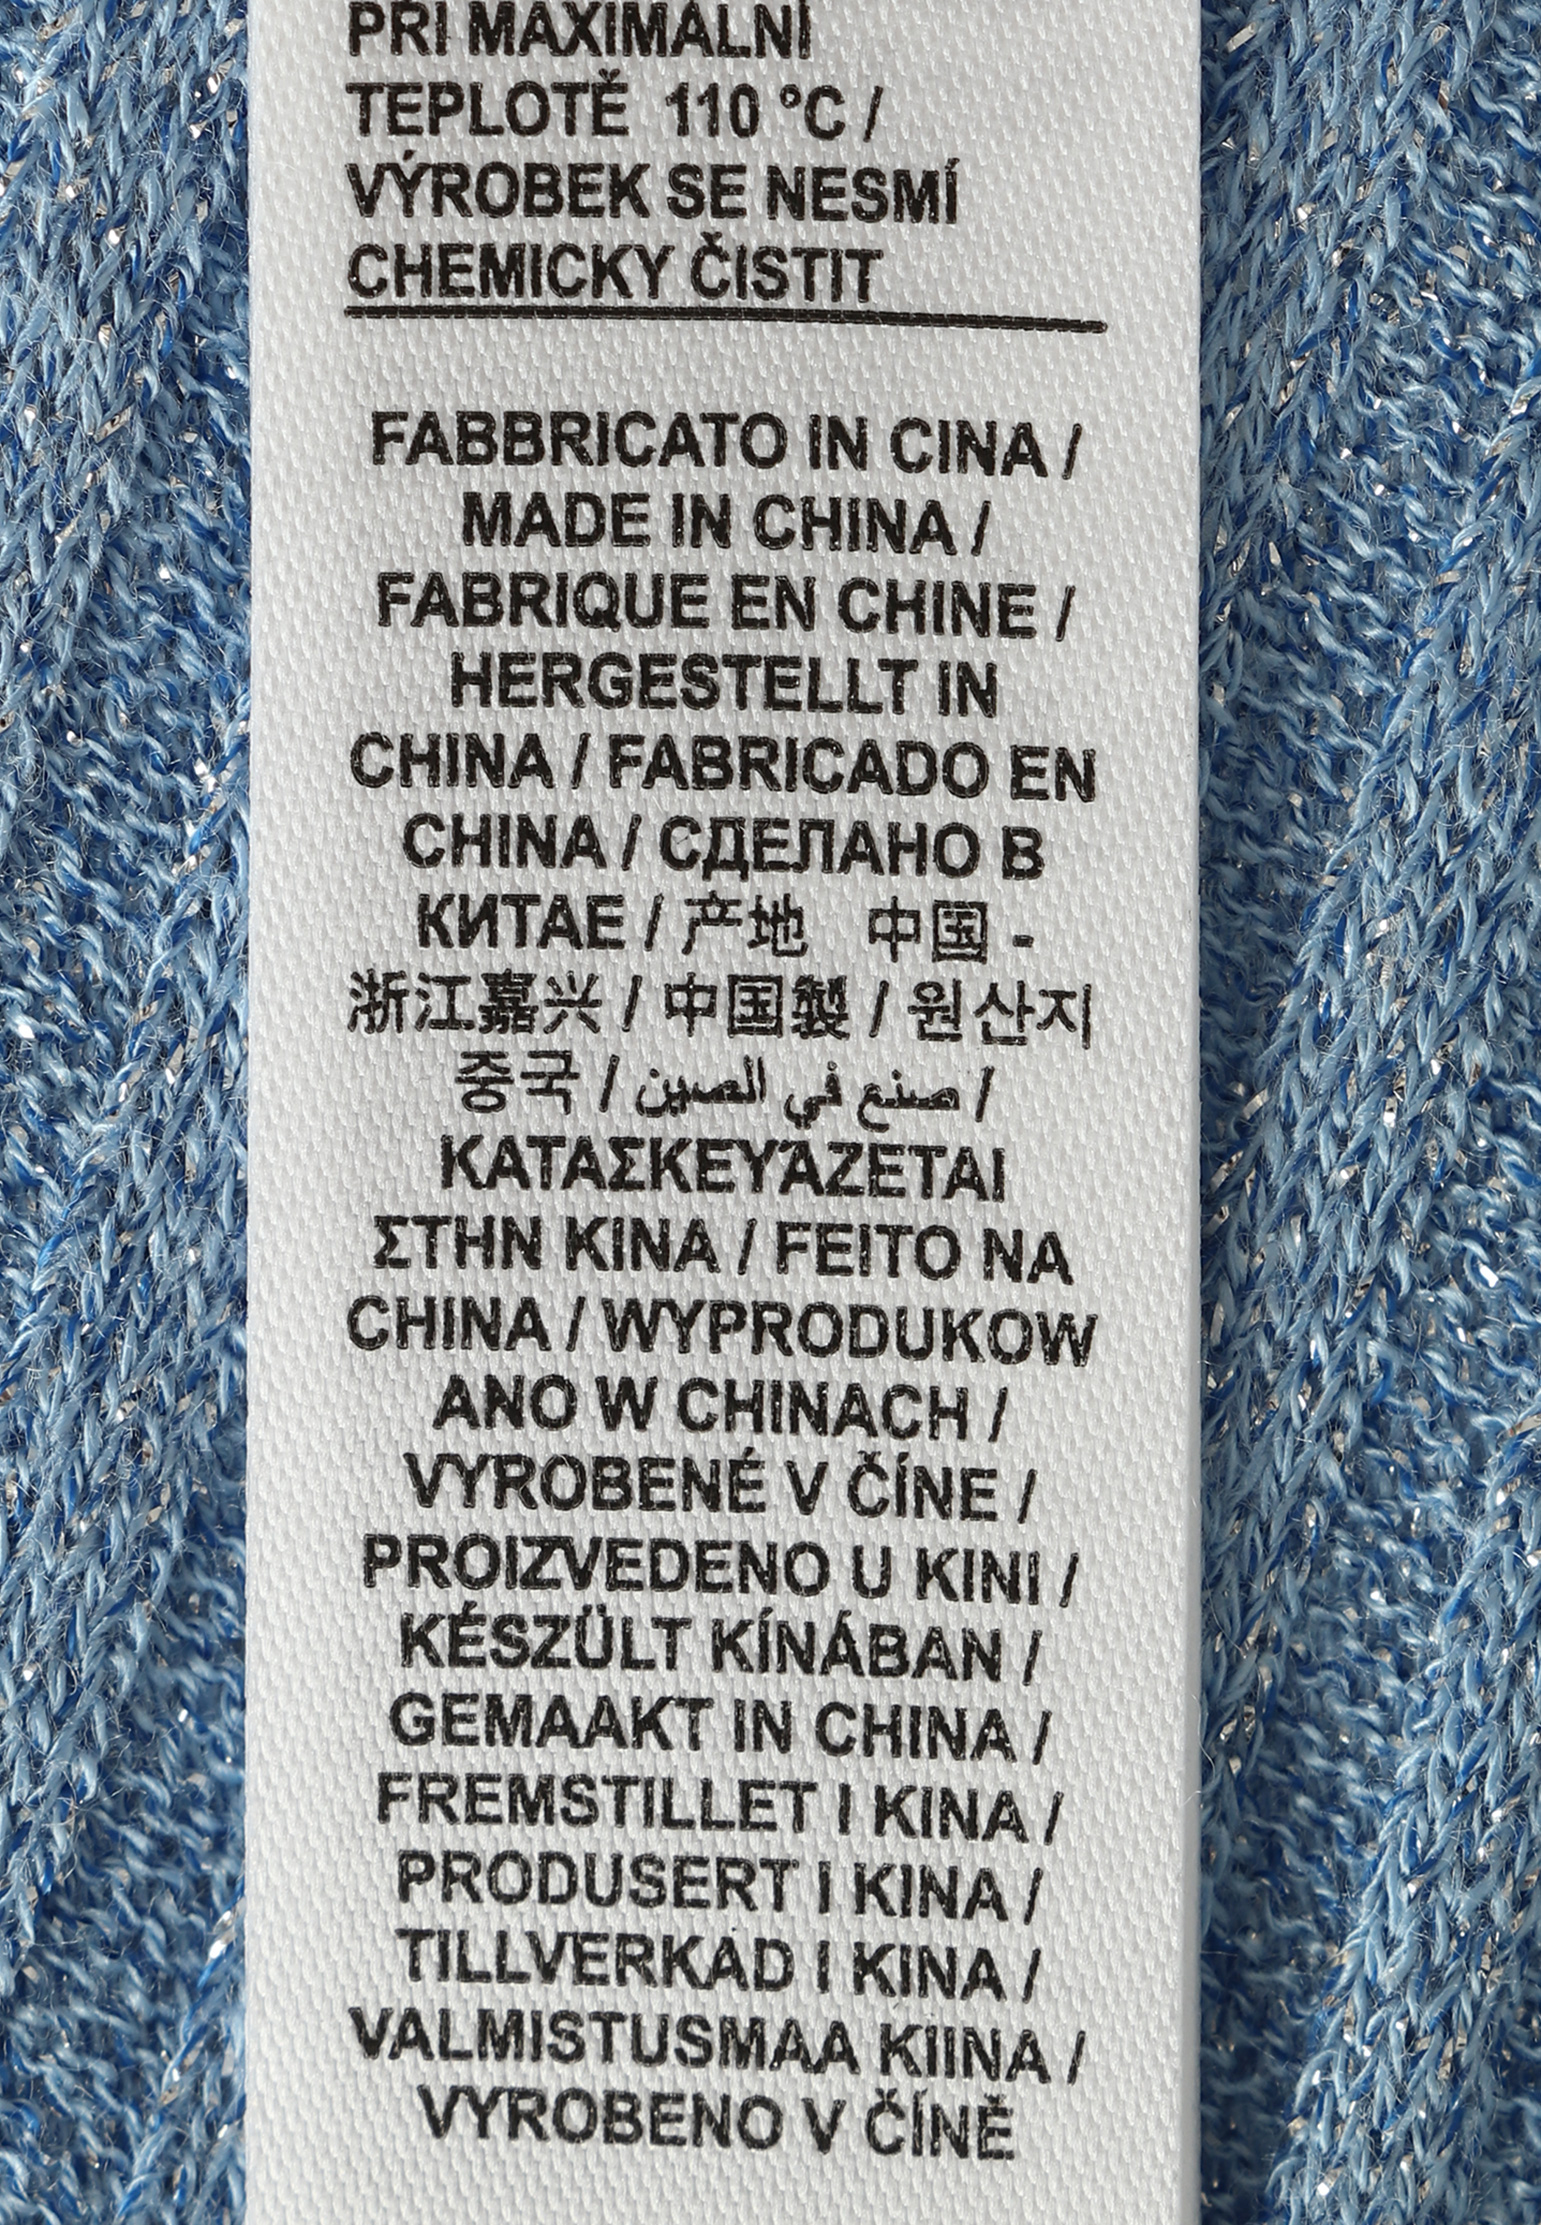 PŘI MAXIMÁLNÍ
TEPLOTĚ 110 °C /
VÝROBEK SE NESMÍ
CHEMICKY ČISTIT
FABBRICATO IN CINA /
MADE IN CHINA /
FABRIQUE EN CHINE /
HERGESTELLT IN
CHINA / FABRICADO EN
CHINA / СДЕЛАНО В
КИТАЕ / 产地 中国 -
浙江嘉兴 / 中国製 / 원산지
중국 / صنع في الصين /
ΚΑΤΑΣΚΕΥΆΖΕΤΑΙ
ΣΤΗΝ ΚΙΝΑ / FEITO NA
CHINA / WYPRODUKOW
ANO W CHINACH /
VYROBENÉ V ČÍNE /
PROIZVEDENO U KINI /
KÉSZÜLT KÍNÁBAN /
GEMAAKT IN CHINA /
FREMSTILLET I KINA /
PRODUSERT I KINA /
TILLVERKAD I KINA /
VALMISTUSMAA KIINA /
VYROBENO V ČÍNĚ